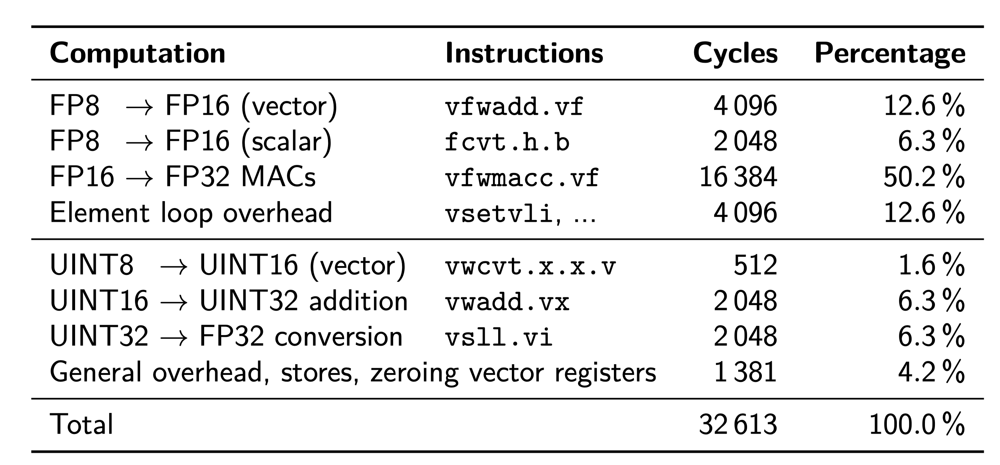 Computation Instructions Cycles Percentage
FP8 → FP16 (vector) vfwadd.vf 4 096 12.6 %
FP8 → FP16 (scalar) fcvt.h.b 2 048 6.3 %
FP16 → FP32 MACs vfwmacc.vf 16 384 50.2 %
Element loop overhead vsetvli, ... 4 096 12.6 %
UINT8 → UINT16 (vector) vwcvt.x.x.v 512 1.6 %
UINT16 → UINT32 addition vwadd.vx 2 048 6.3 %
UINT32 → FP32 conversion vsll.vi 2 048 6.3 %
General overhead, stores, zeroing vector registers 1 381 4.2 %
Total 32 613 100.0 %